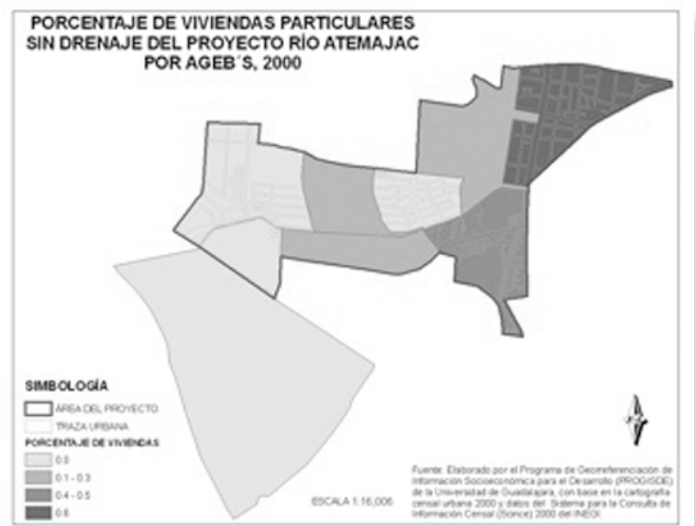 PORCENTAJE DE VIVIENDAS PARTICULARES
SIN DRENAJE DEL PROYECTO RÍO ATEMAJAC
POR AGEB´S, 2000
SIMBOLOGÍA
ÁREA DEL PROYECTO
TRAZA URBANA
PORCENTAJE DE VIVIENDAS
0.0
0.1 - 0.3
0.4 - 0.5
0.6
ESCALA 1:16,006
Fuente: Elaborado por el Programa de Georreferenciación de
Información Socioeconómica para el Desarrollo (PROGISDE)
de la Universidad de Guadalajara, con base en la cartografía
censal urbana 2000 y datos del Sistema para la Consulta de
Información Censal (Scince) 2000 del INEGI.